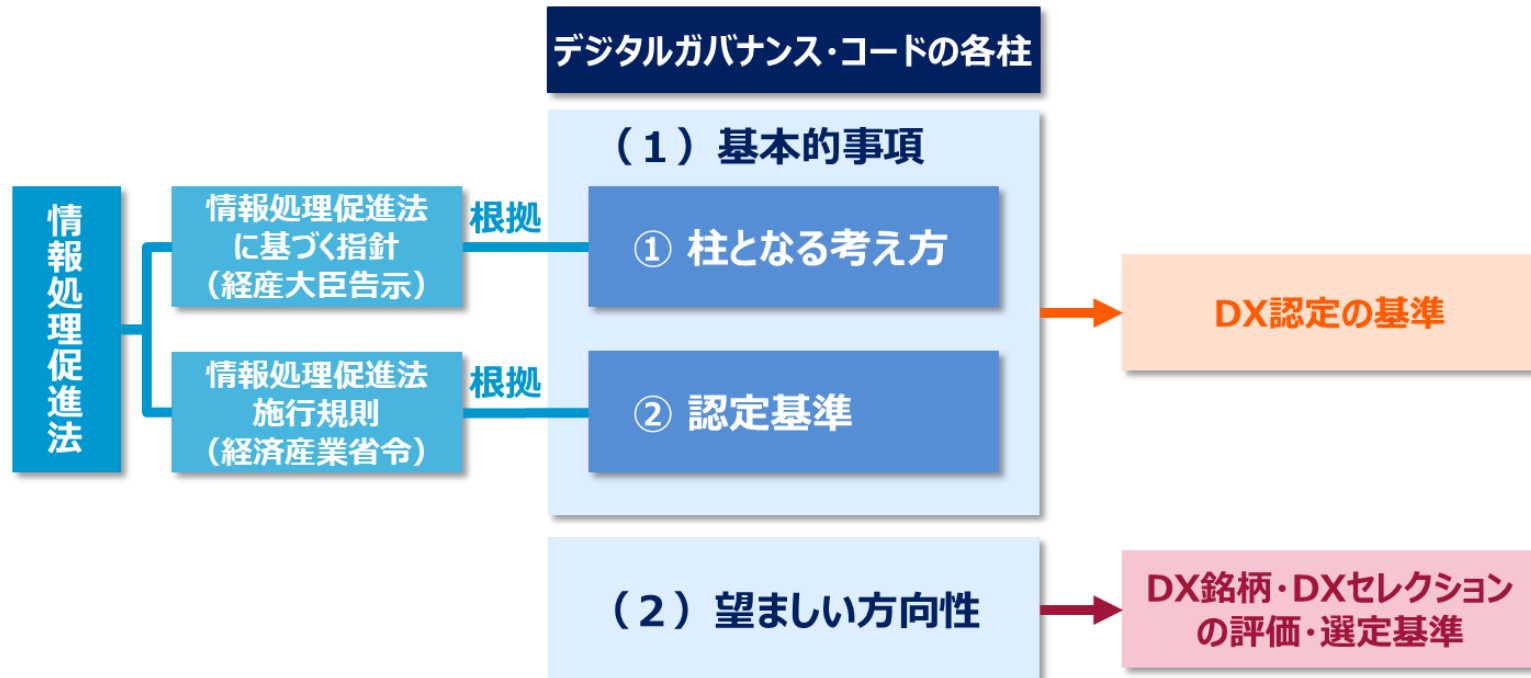 デジタルガバナンス・コードの各柱
（１）基本的事項
情報処理促進法
情報処理促進法
に基づく指針
（経産大臣告示）
根拠
① 柱となる考え方
DX認定の基準
情報処理促進法
施行規則
（経済産業省令）
根拠
② 認定基準
（２）望ましい方向性
DX銘柄・DXセレクション
の評価・選定基準